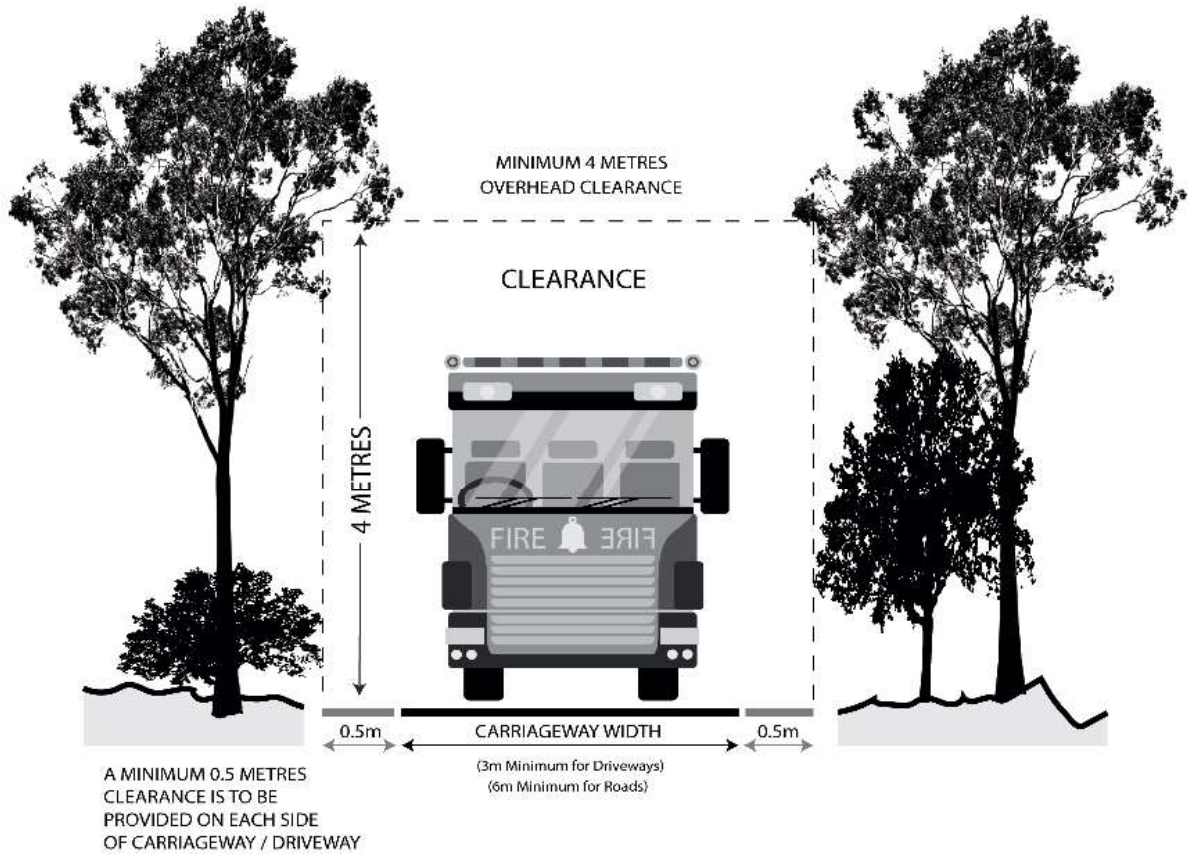 MINIMUM 4 METRES
OVERHEAD CLEARANCE
CLEARANCE
4 METRES
FIRE FIRE
0.5m
CARRIAGEWAY WIDTH
0.5m
(3m Minimum for Driveways)
(6m Minimum for Roads)
A MINIMUM 0.5 METRES
CLEARANCE IS TO BE
PROVIDED ON EACH SIDE
OF CARRIAGEWAY / DRIVEWAY